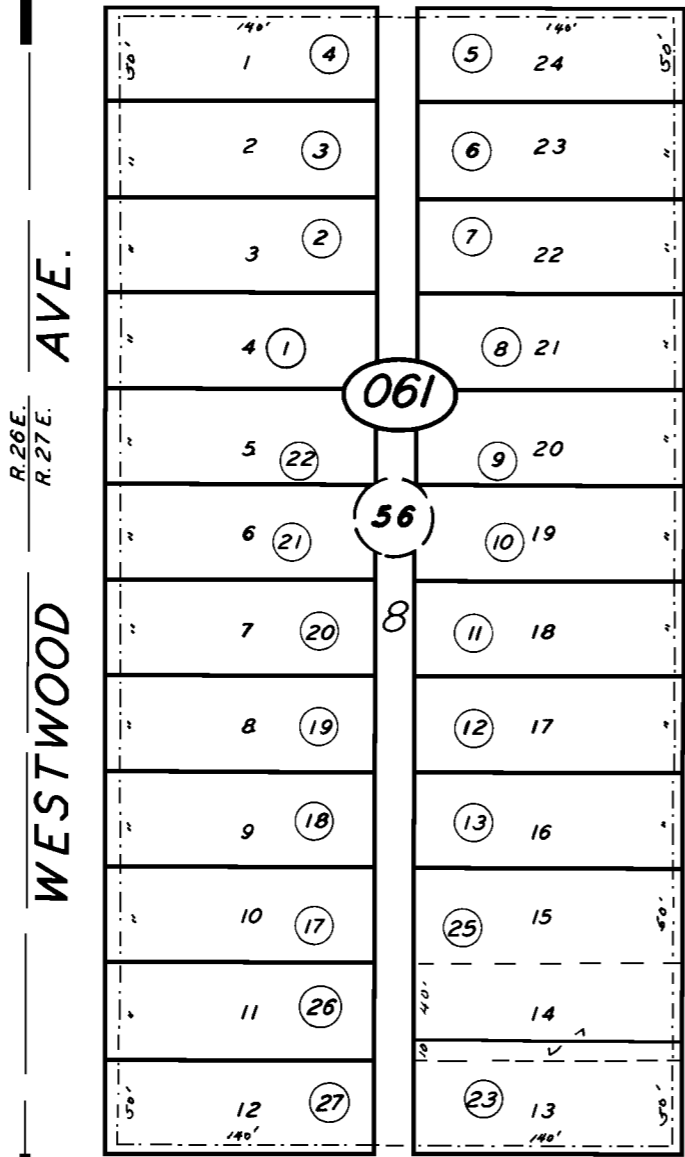 140' 140'
50' 1 4 5 24 50'
" 2 3 6 23 "
" 3 2 7 22 "
AVE.
" 4 1 8 21 "
061
R.26E.
R.27E.
" 5 22 9 20 "
56
" 6 21 10 19 "
8
" 7 20 11 18 "
WESTWOOD
" 8 19 12 17 "
" 9 18 13 16 "
" 10 17 25 15 50'
" 11 26 40' 14
10
50' 12 27 23 13 50'
140' 140'